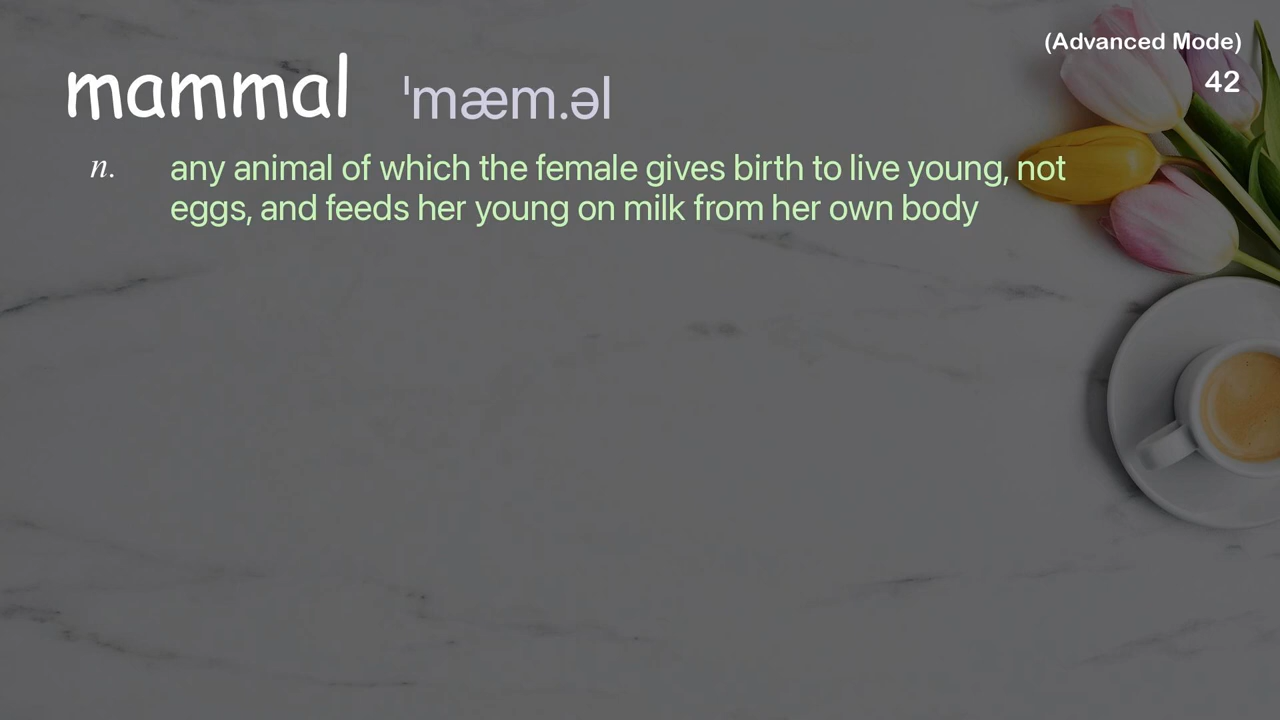 (Advanced Mode)
mammal ˈmæm.əl
42
n. any animal of which the female gives birth to live young, not
eggs, and feeds her young on milk from her own body